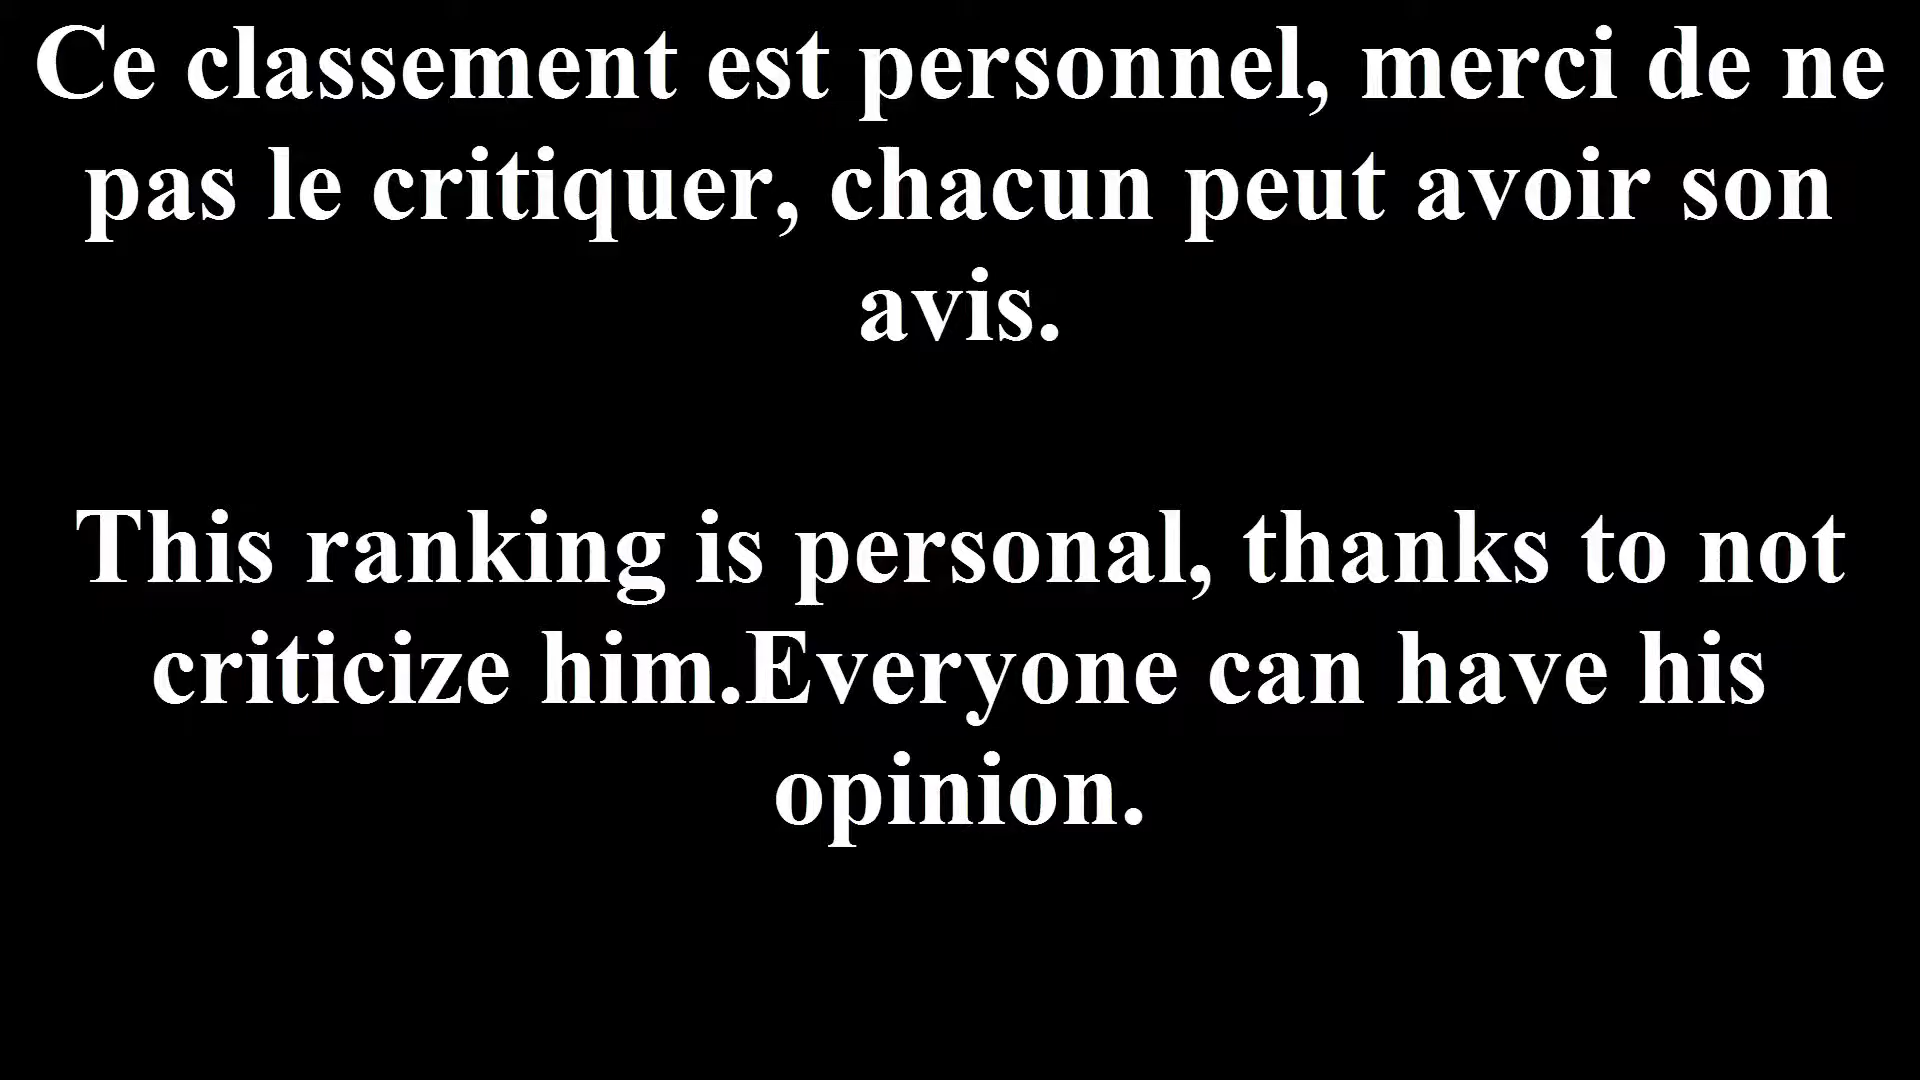 Ce classement est personnel, merci de ne
pas le critiquer, chacun peut avoir son
avis.
This ranking is personal, thanks to not
criticize him.Everyone can have his
opinion.